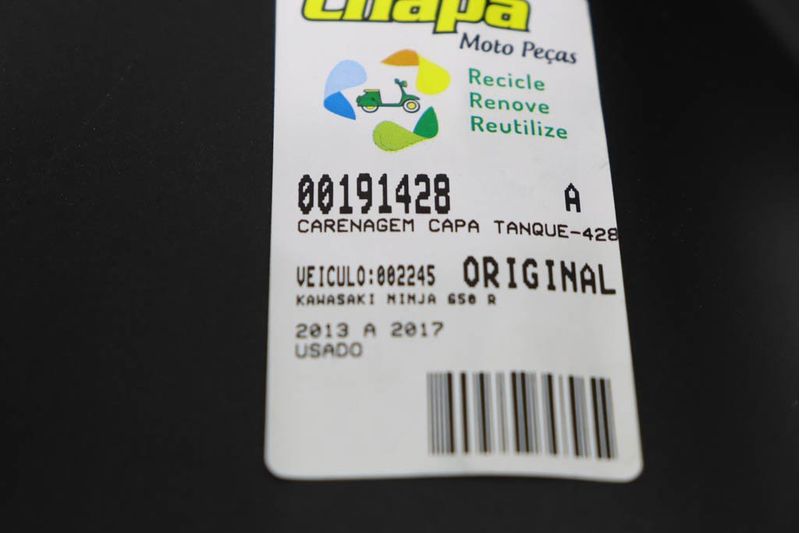 Chapa
Moto Peças
Recicle
Renove
Reutilize
00191428 A
CARENAGEM CAPA TANQUE-428
VEICULO:002245 ORIGINAL
KAWASAKI NINJA 650 R
2013 A 2017
USADO